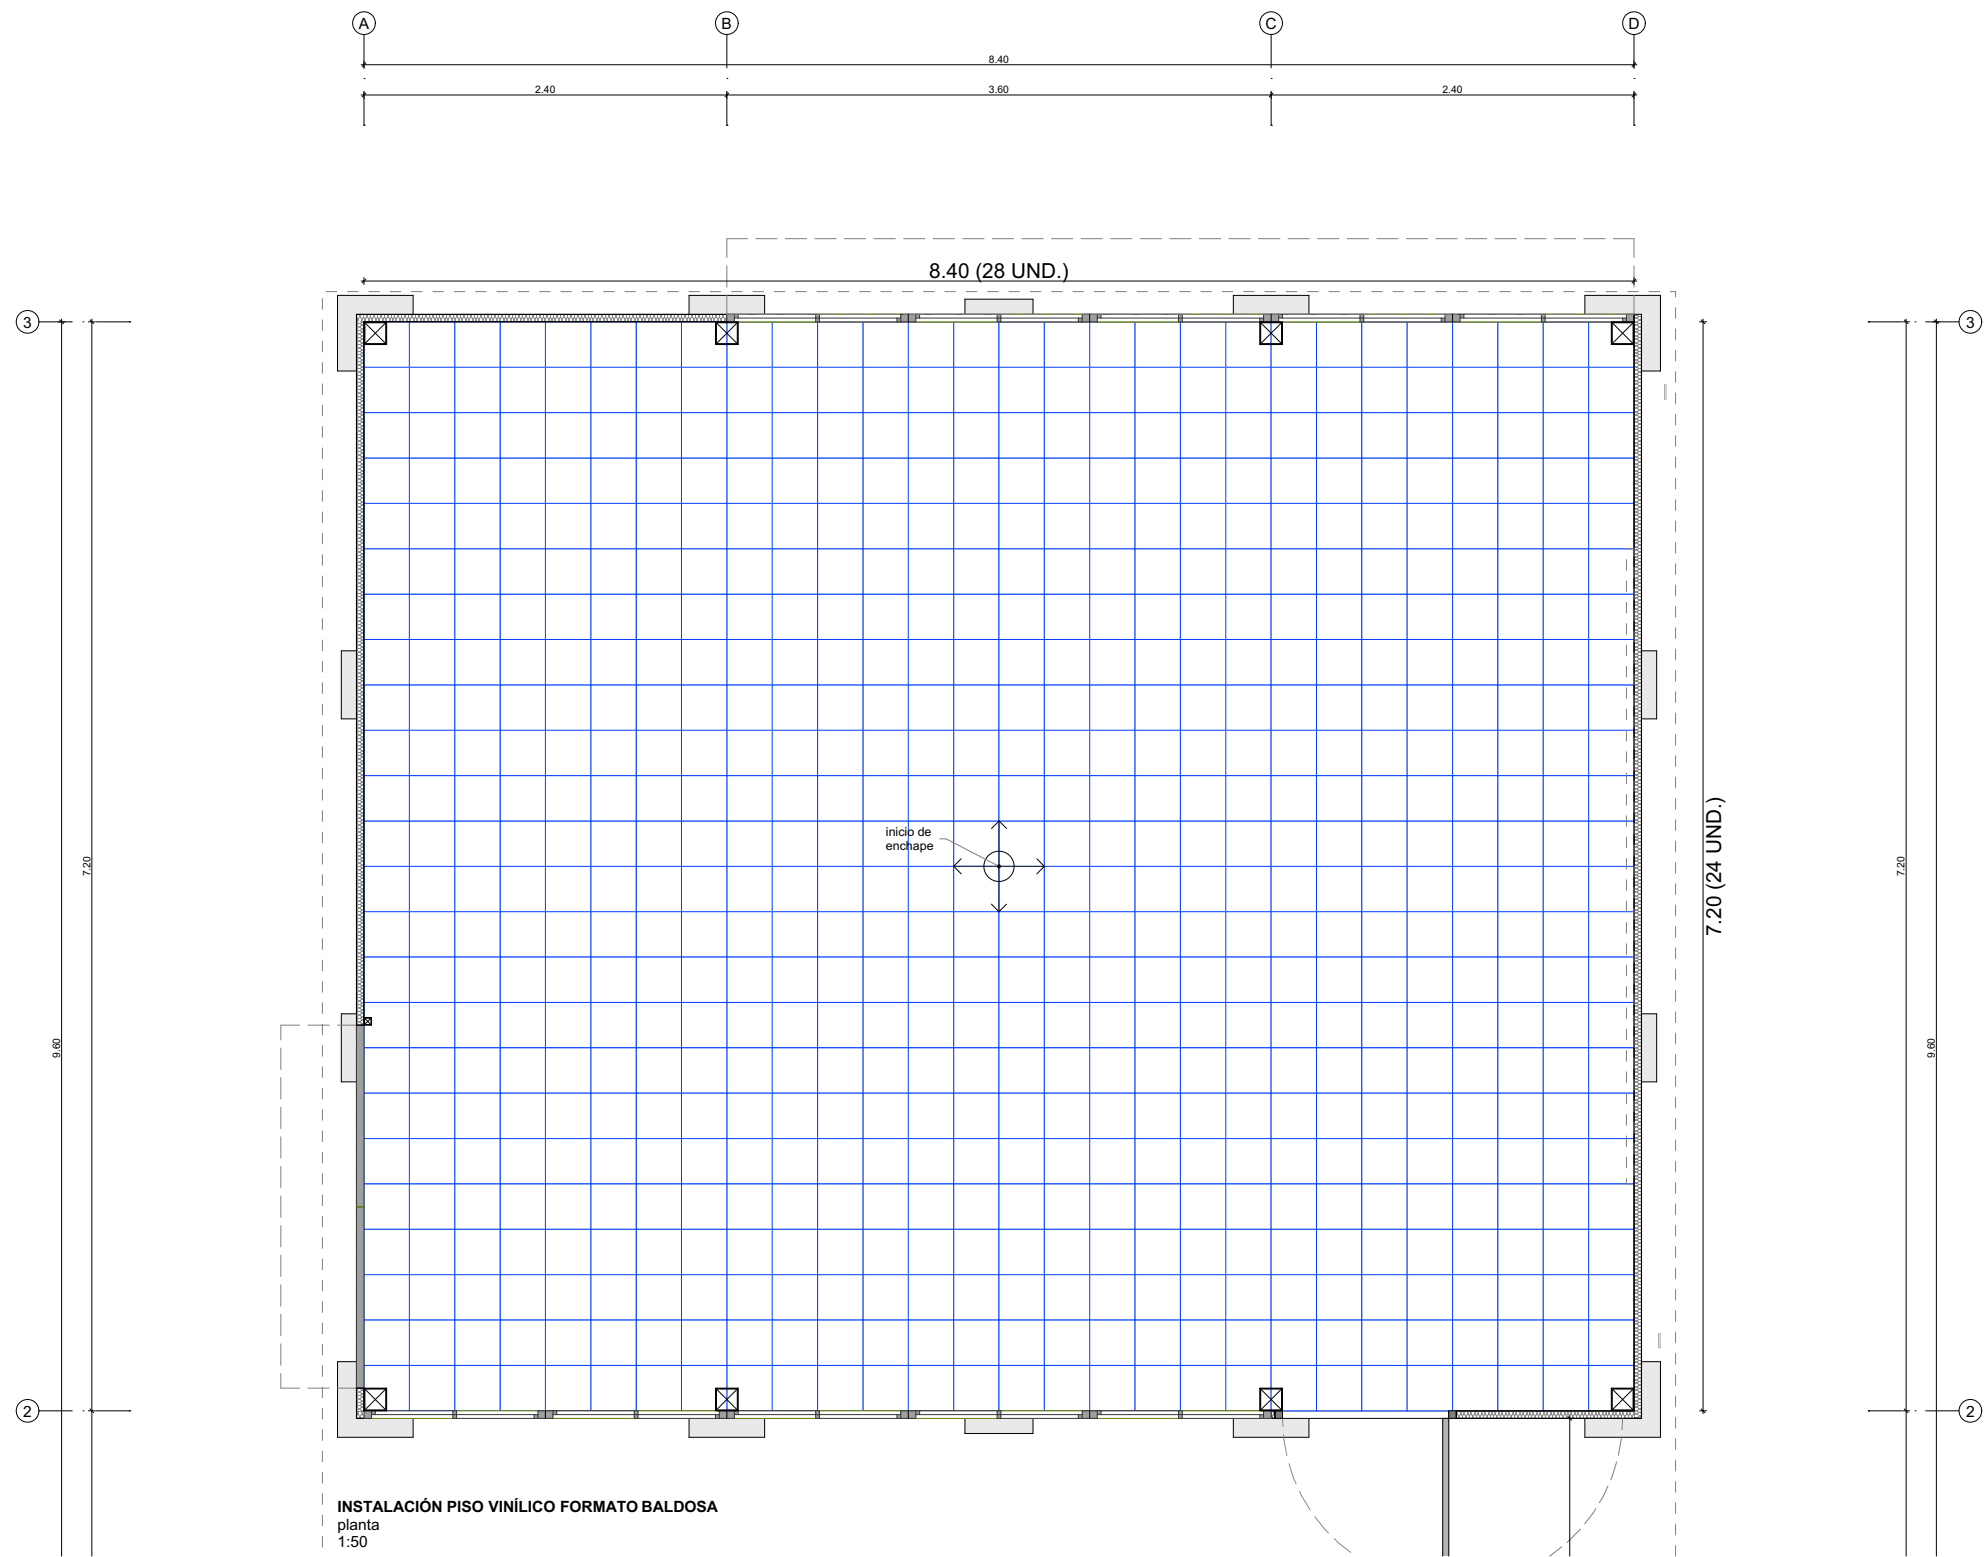 A B C D
8.40
2.40 3.60 2.40
8.40 (28 UND.)
3 3
inicio de
enchape
7.20
7.20 (24 UND.)
7.20
9.60
9.60
2 2
INSTALACIÓN PISO VINÍLICO FORMATO BALDOSA
planta
1:50